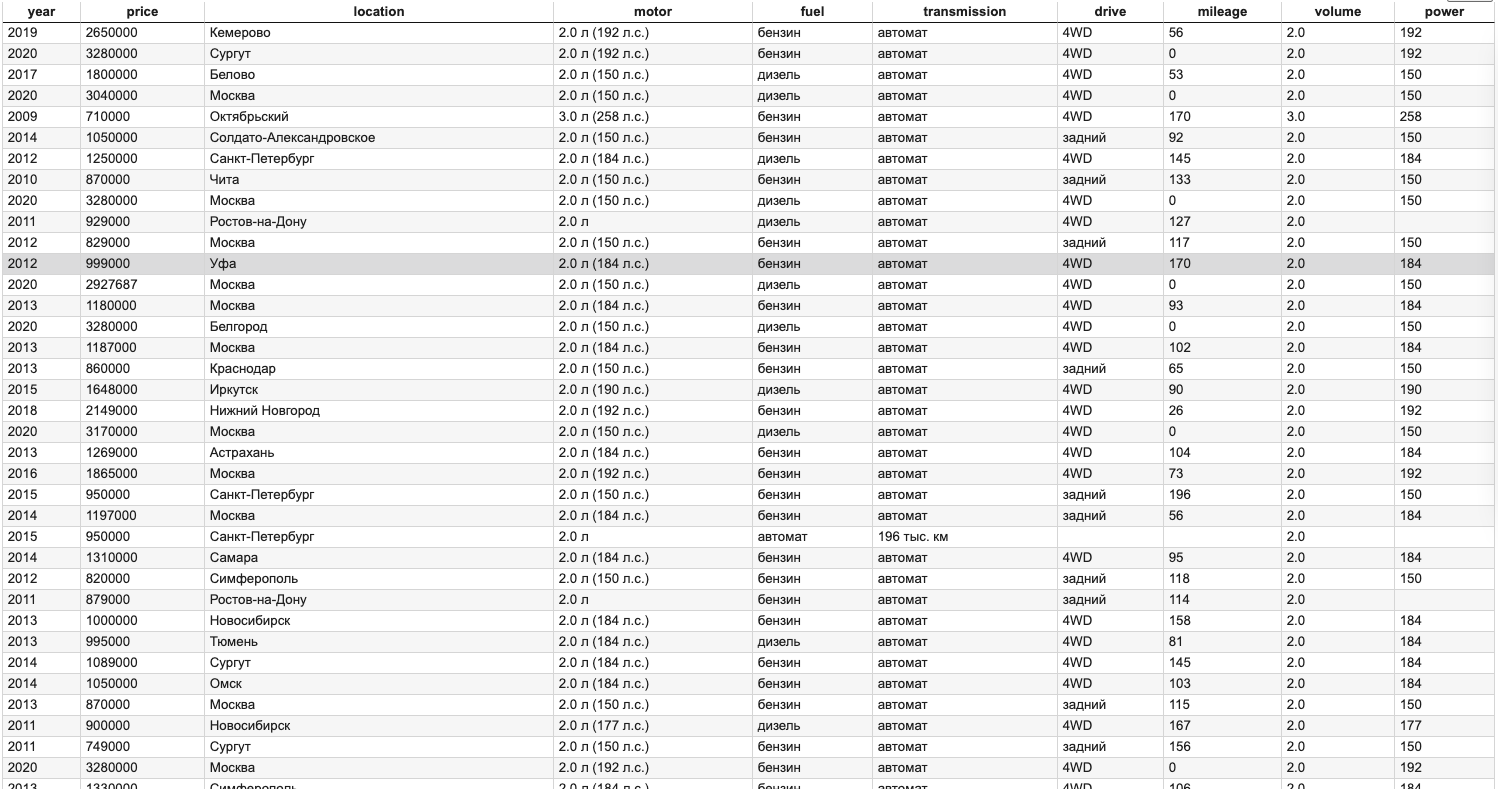 year price location motor fuel transmission drive mileage volume power
2019 2650000 Кемерово 2.0 л (192 л.с.) бензин автомат 4WD 56 2.0 192
2020 3280000 Сургут 2.0 л (192 л.с.) бензин автомат 4WD 0 2.0 192
2017 1800000 Белово 2.0 л (150 л.с.) дизель автомат 4WD 53 2.0 150
2020 3040000 Москва 2.0 л (150 л.с.) дизель автомат 4WD 0 2.0 150
2009 710000 Октябрьский 3.0 л (258 л.с.) бензин автомат 4WD 170 3.0 258
2014 1050000 Солдато-Александровское 2.0 л (150 л.с.) бензин автомат задний 92 2.0 150
2012 1250000 Санкт-Петербург 2.0 л (184 л.с.) дизель автомат 4WD 145 2.0 184
2010 870000 Чита 2.0 л (150 л.с.) бензин автомат задний 133 2.0 150
2020 3280000 Москва 2.0 л (150 л.с.) дизель автомат 4WD 0 2.0 150
2011 929000 Ростов-на-Дону 2.0 л дизель автомат 4WD 127 2.0
2012 829000 Москва 2.0 л (150 л.с.) бензин автомат задний 117 2.0 150
2012 999000 Уфа 2.0 л (184 л.с.) бензин автомат 4WD 170 2.0 184
2020 2927687 Москва 2.0 л (150 л.с.) дизель автомат 4WD 0 2.0 150
2013 1180000 Москва 2.0 л (184 л.с.) бензин автомат 4WD 93 2.0 184
2020 3280000 Белгород 2.0 л (150 л.с.) дизель автомат 4WD 0 2.0 150
2013 1187000 Москва 2.0 л (184 л.с.) бензин автомат 4WD 102 2.0 184
2013 860000 Краснодар 2.0 л (150 л.с.) бензин автомат задний 65 2.0 150
2015 1648000 Иркутск 2.0 л (190 л.с.) дизель автомат 4WD 90 2.0 190
2018 2149000 Нижний Новгород 2.0 л (192 л.с.) бензин автомат 4WD 26 2.0 192
2020 3170000 Москва 2.0 л (150 л.с.) дизель автомат 4WD 0 2.0 150
2013 1269000 Астрахань 2.0 л (184 л.с.) бензин автомат 4WD 104 2.0 184
2016 1865000 Москва 2.0 л (192 л.с.) бензин автомат 4WD 73 2.0 192
2015 950000 Санкт-Петербург 2.0 л (150 л.с.) бензин автомат задний 196 2.0 150
2014 1197000 Москва 2.0 л (184 л.с.) бензин автомат задний 56 2.0 184
2015 950000 Санкт-Петербург 2.0 л автомат 196 тыс. км 2.0
2014 1310000 Самара 2.0 л (184 л.с.) бензин автомат 4WD 95 2.0 184
2012 820000 Симферополь 2.0 л (150 л.с.) бензин автомат задний 118 2.0 150
2011 879000 Ростов-на-Дону 2.0 л бензин автомат задний 114 2.0
2013 1000000 Новосибирск 2.0 л (184 л.с.) бензин автомат 4WD 158 2.0 184
2013 995000 Тюмень 2.0 л (184 л.с.) дизель автомат 4WD 81 2.0 184
2014 1089000 Сургут 2.0 л (184 л.с.) бензин автомат 4WD 145 2.0 184
2014 1050000 Омск 2.0 л (184 л.с.) бензин автомат 4WD 103 2.0 184
2013 870000 Москва 2.0 л (150 л.с.) бензин автомат задний 115 2.0 150
2011 900000 Новосибирск 2.0 л (177 л.с.) дизель автомат 4WD 167 2.0 177
2011 749000 Сургут 2.0 л (150 л.с.) бензин автомат задний 156 2.0 150
2020 3280000 Москва 2.0 л (192 л.с.) бензин автомат 4WD 0 2.0 192
2013 1330000 Симферополь 2.0 л (184 л.с.) бензин автомат 4WD 106 2.0 184